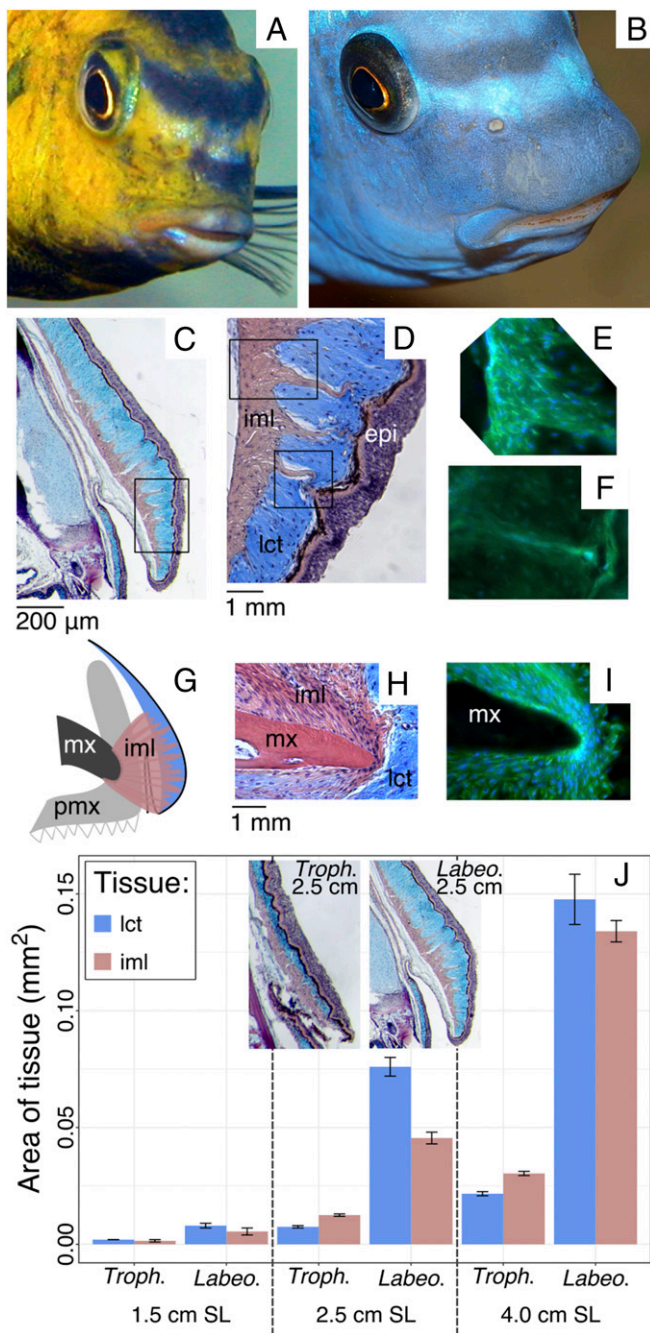 A
B
C
D
E
iml
epi
F
lct
200 µm
1 mm
G
H
I
mx
iml
pmx
iml
mx
lct
mx
1 mm
J
Tissue:
lct
iml
Troph.
2.5 cm
Labeo.
2.5 cm
Area of tissue (mm²)
0.15
0.10
0.05
0.00
Troph.
Labeo.
Troph.
Labeo.
Troph.
Labeo.
1.5 cm SL
2.5 cm SL
4.0 cm SL